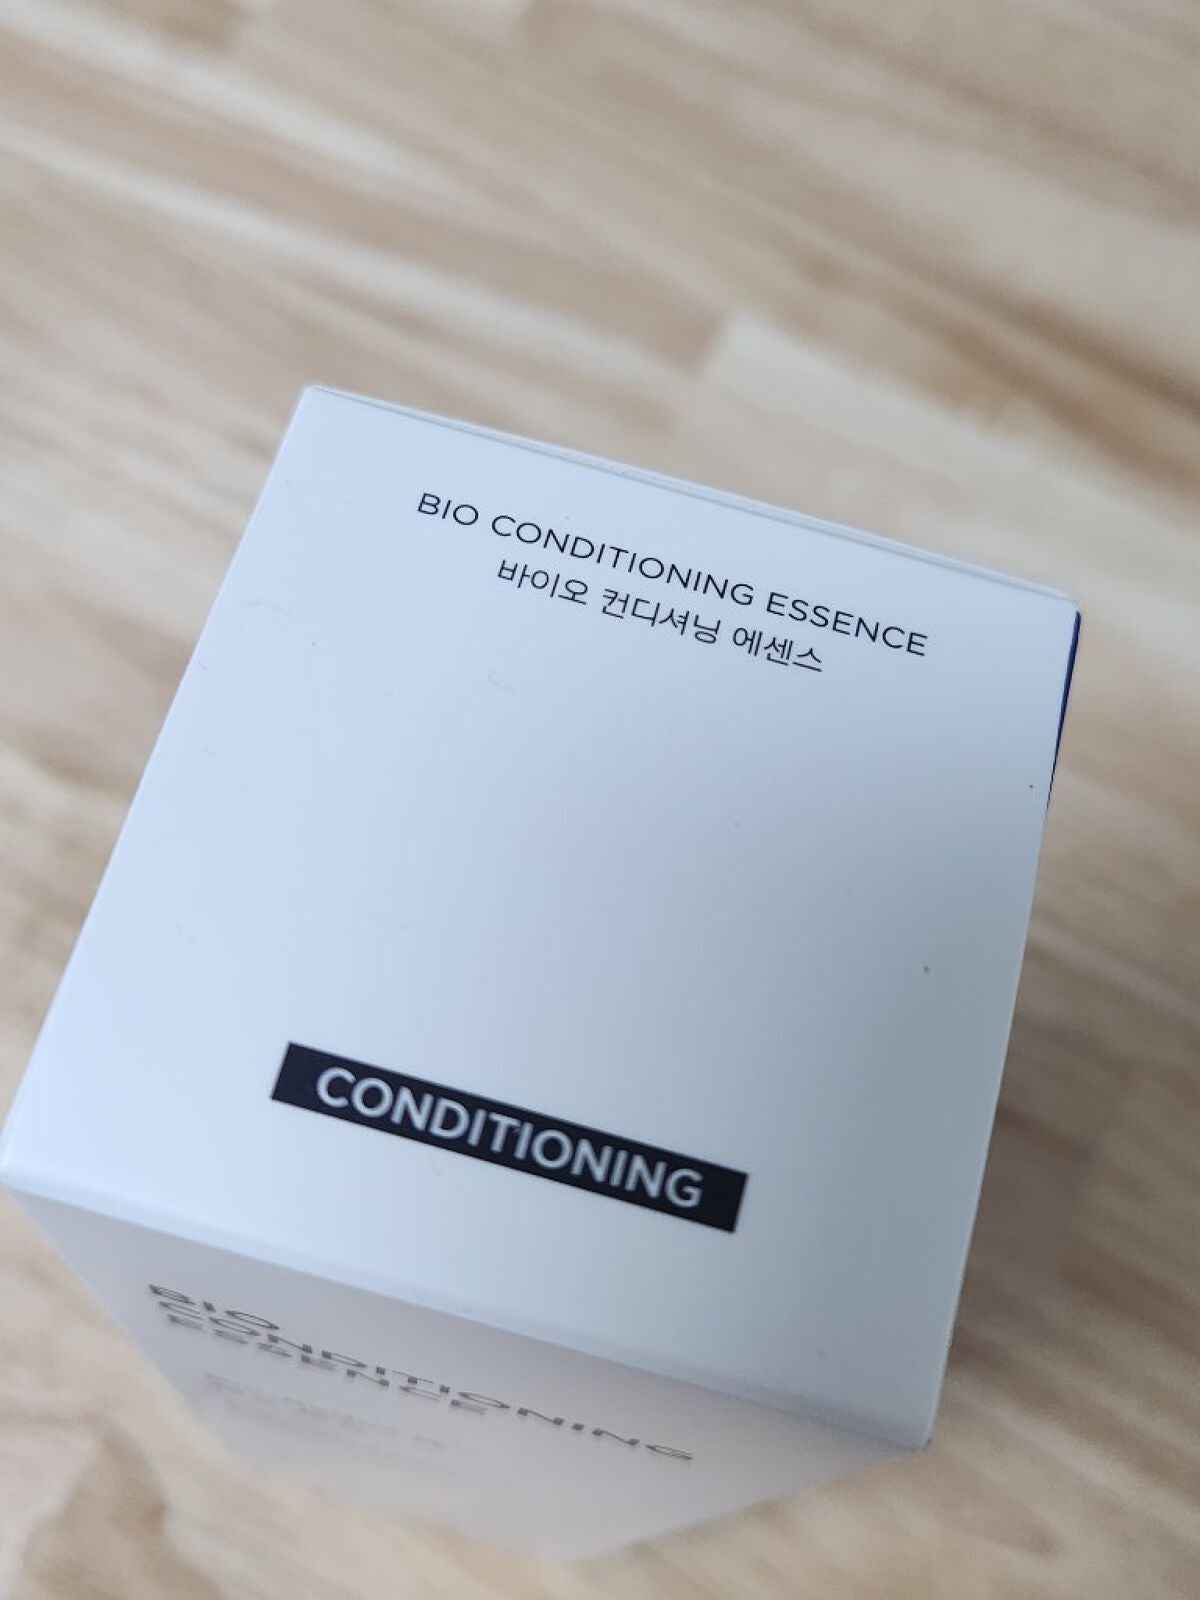 BIO CONDITIONING ESSENCE
바이오 컨디셔닝 에센스
CONDITIONING
BIO
CONDITIONING
ESSENCE